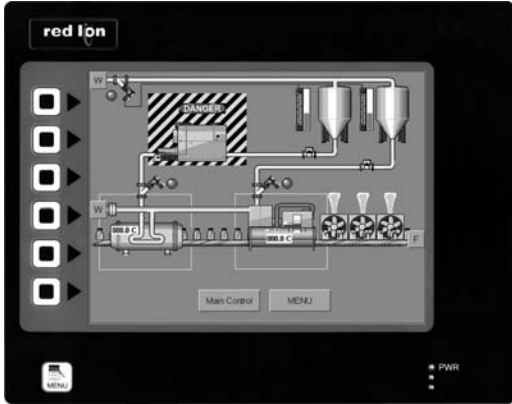 red lion
W
DANGER
W
000.0 C
000.0 C
F
Main Control
MENU
MENU
PWR